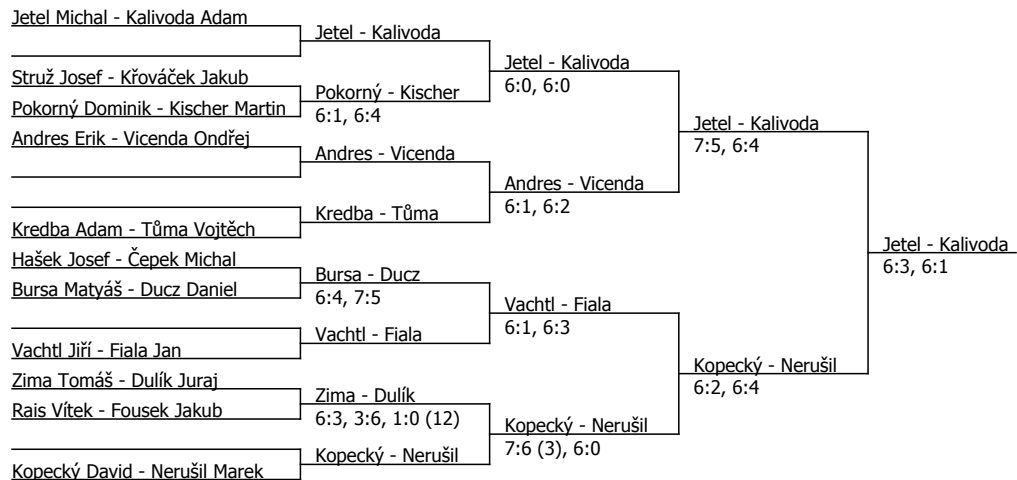 Jetel Michal - Kalivoda Adam
Struž Josef - Křováček Jakub
Pokorný Dominik - Kischer Martin
Andres Erik - Vicenda Ondřej
Kredba Adam - Tůma Vojtěch
Hašek Josef - Čepek Michal
Bursa Matyáš - Ducz Daniel
Vachtl Jiří - Fiala Jan
Zima Tomáš - Dulík Juraj
Rais Vítek - Fousek Jakub
Kopecký David - Nerušil Marek
Jetel - Kalivoda
Pokorný - Kischer
6:1, 6:4
Andres - Vicenda
Kredba - Tůma
Bursa - Ducz
6:4, 7:5
Vachtl - Fiala
Zima - Dulík
6:3, 3:6, 1:0 (12)
Kopecký - Nerušil
Jetel - Kalivoda
6:0, 6:0
Andres - Vicenda
6:1, 6:2
Vachtl - Fiala
6:1, 6:3
Kopecký - Nerušil
7:6 (3), 6:0
Jetel - Kalivoda
7:5, 6:4
Kopecký - Nerušil
6:2, 6:4
Jetel - Kalivoda
6:3, 6:1